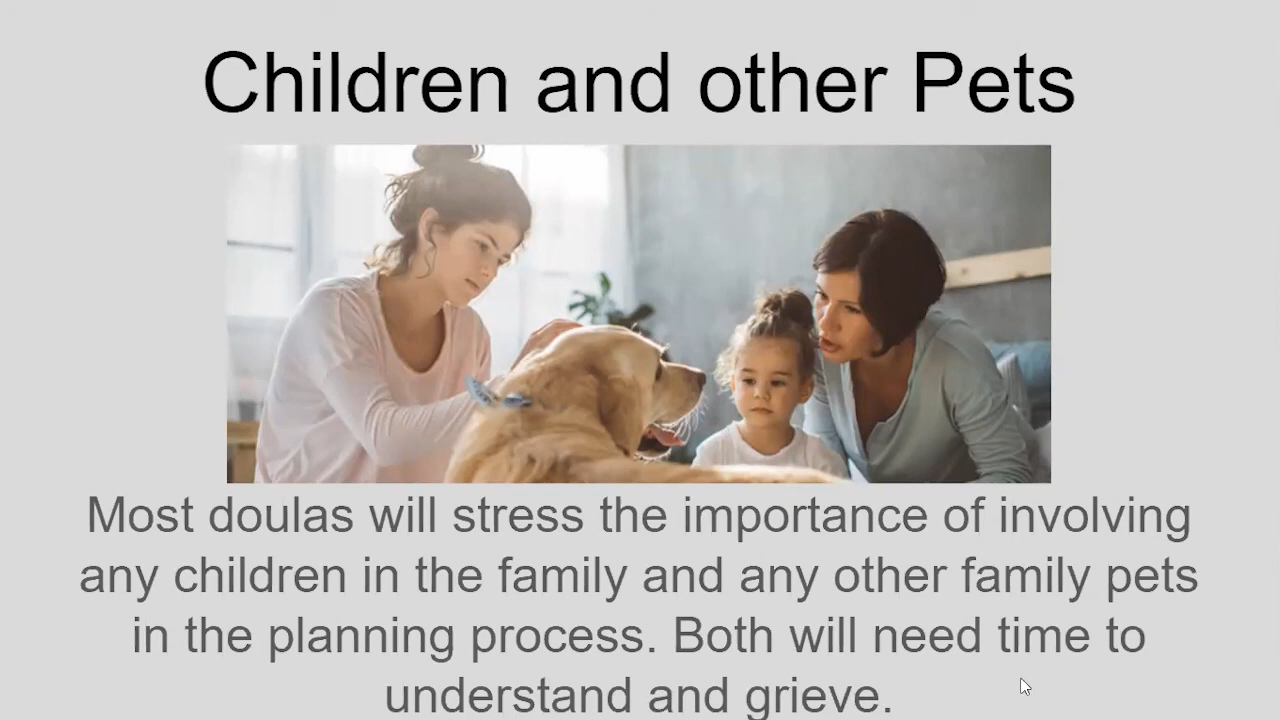 Children and other Pets
Most doulas will stress the importance of involving
any children in the family and any other family pets
in the planning process. Both will need time to
understand and grieve.